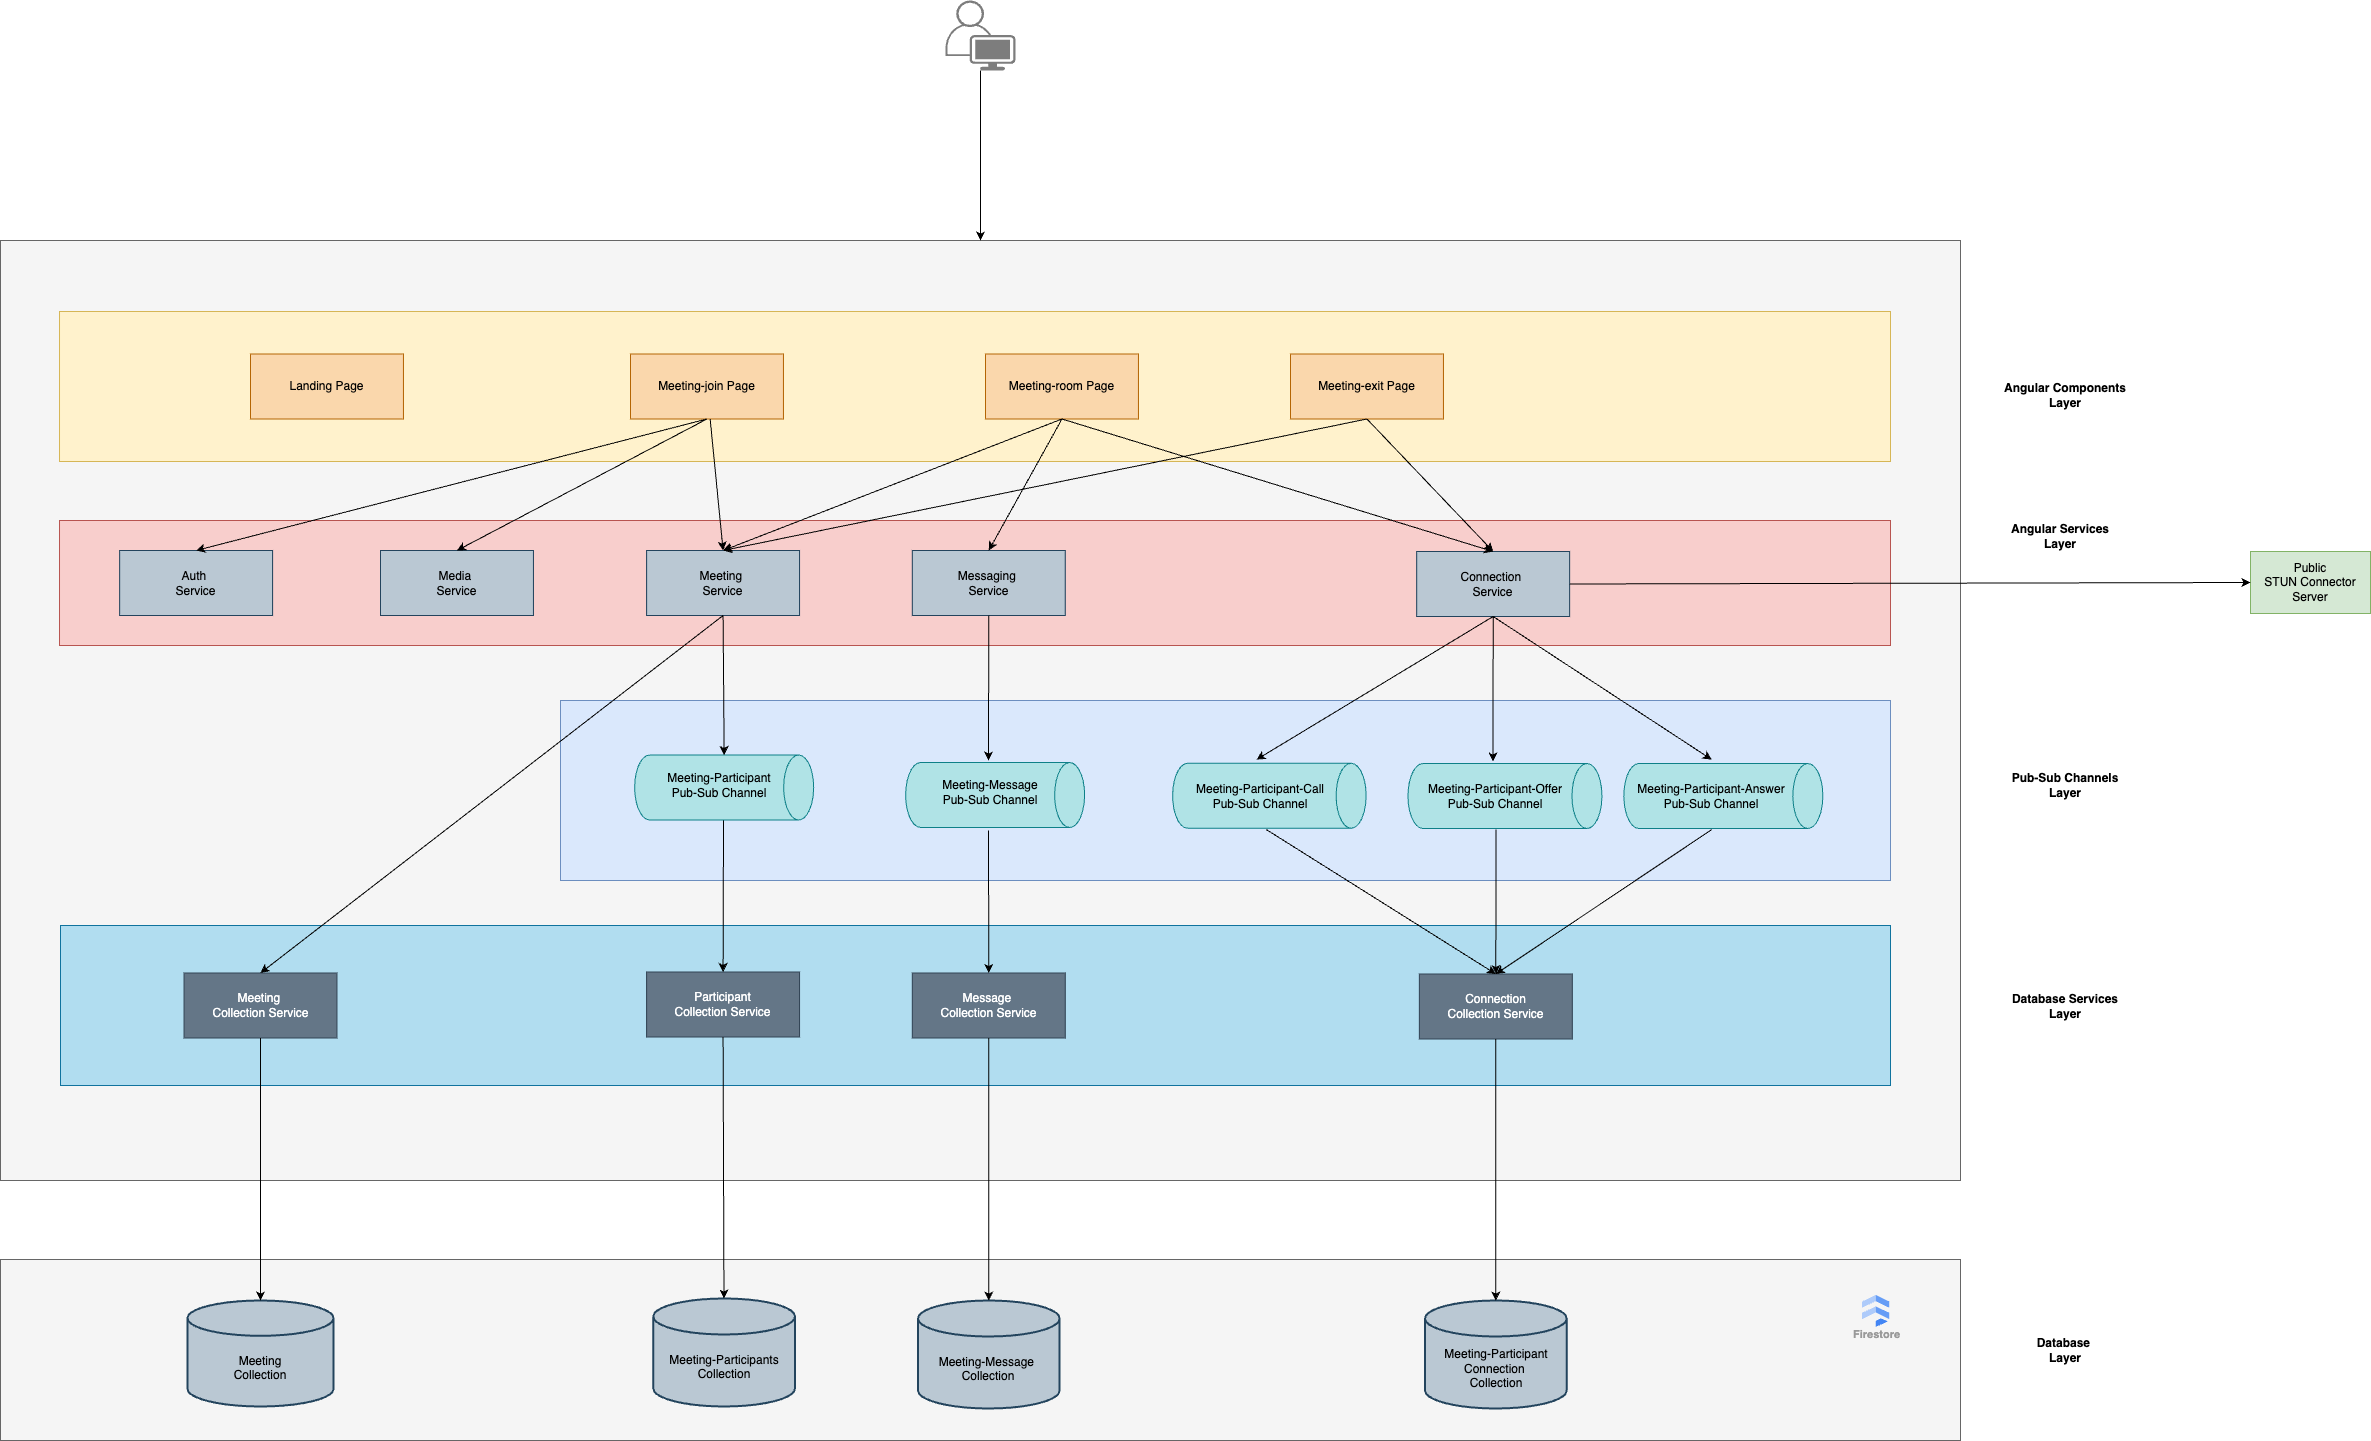 Landing Page
Meeting-join Page
Meeting-room Page
Meeting-exit Page
Angular Components
Layer
Angular Services
Layer
Auth
Service
Media
Service
Meeting
Service
Messaging
Service
Connection
Service
Public
STUN Connector
Server
Meeting-Participant
Pub-Sub Channel
Meeting-Message
Pub-Sub Channel
Meeting-Participant-Call
Pub-Sub Channel
Meeting-Participant-Offer
Pub-Sub Channel
Meeting-Participant-Answer
Pub-Sub Channel
Pub-Sub Channels
Layer
Meeting
Collection Service
Participant
Collection Service
Message
Collection Service
Connection
Collection Service
Database Services
Layer
Firestore
Meeting
Collection
Meeting-Participants
Collection
Meeting-Message
Collection
Meeting-Participant
Connection
Collection
Database
Layer